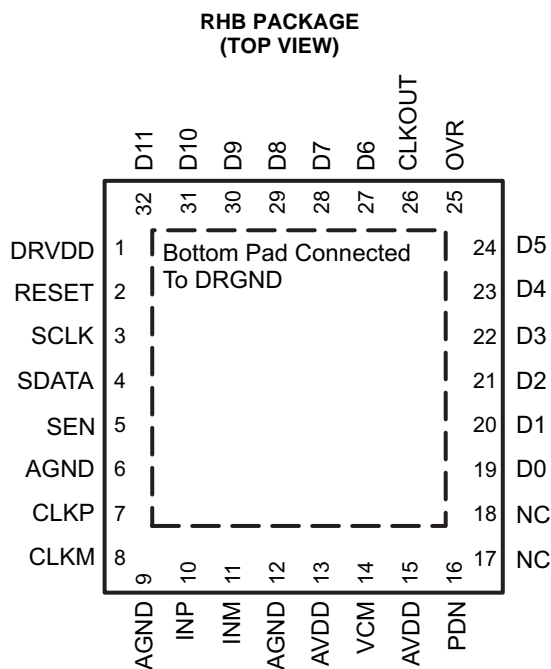 RHB PACKAGE
(TOP VIEW)
D11
D10
D9
D8
D7
D6
CLKOUT
OVR
32
31
30
29
28
27
26
25
DRVDD 1
RESET 2
SCLK 3
SDATA 4
SEN 5
AGND 6
CLKP 7
CLKM 8
Bottom Pad Connected
To DRGND
24 D5
23 D4
22 D3
21 D2
20 D1
19 D0
18 NC
17 NC
9
10
11
12
13
14
15
16
AGND
INP
INM
AGND
AVDD
VCM
AVDD
PDN